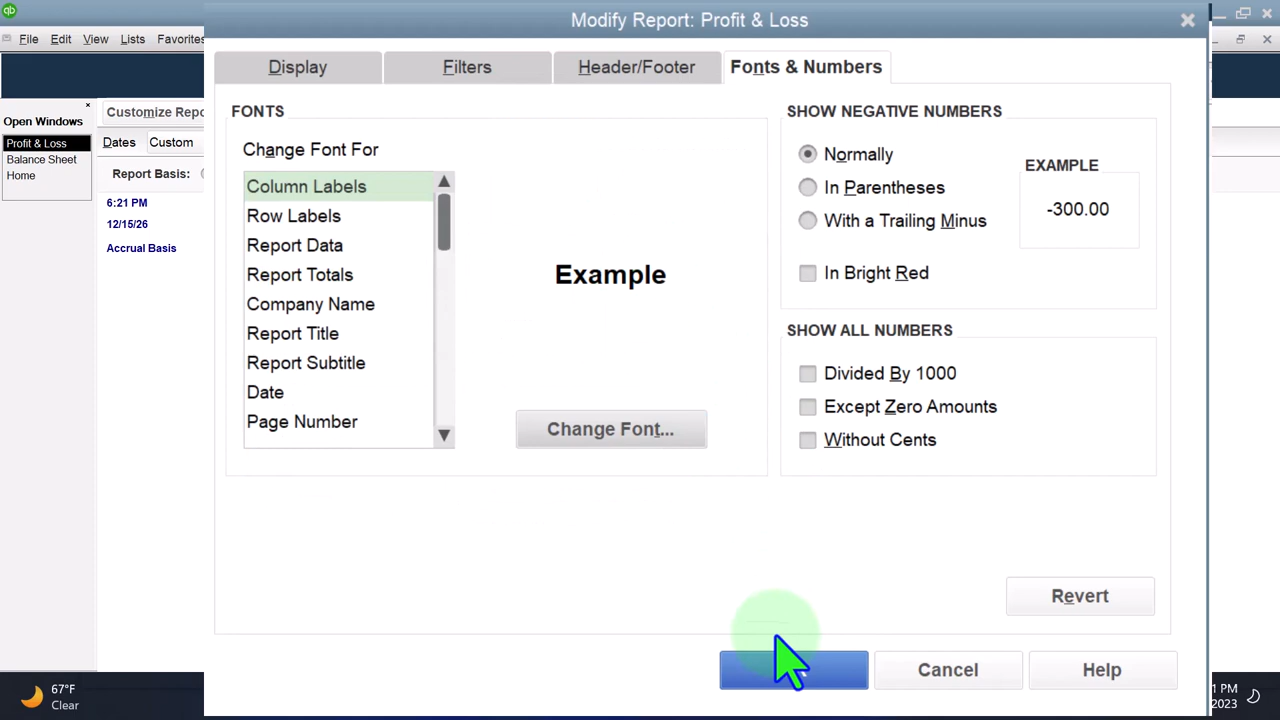 Modify Report: Profit & Loss
qb
File Edit View Lists Favorites
Display Filters Header/Footer Fonts & Numbers
Customize Repo
Open Windows
Profit & Loss
Balance Sheet
Home
Dates Custom
Report Basis:
6:21 PM
12/15/26
Accrual Basis
FONTS
Change Font For
Column Labels
Row Labels
Report Data
Report Totals
Company Name
Report Title
Report Subtitle
Date
Page Number
Example
Change Font...
SHOW NEGATIVE NUMBERS
Normally
In Parentheses
With a Trailing Minus
In Bright Red
EXAMPLE
-300.00
SHOW ALL NUMBERS
Divided By 1000
Except Zero Amounts
Without Cents
Revert
Cancel Help
67°F
Clear
1 PM
2023